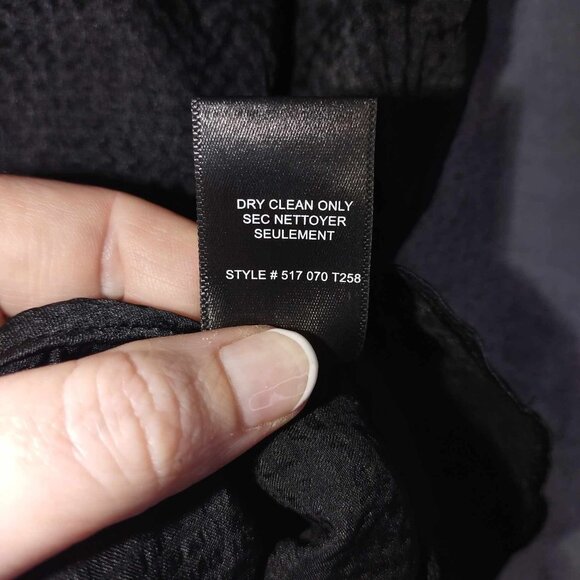 DRY CLEAN ONLY
SEC NETTOYER
SEULEMENT
STYLE # 517 070 T258